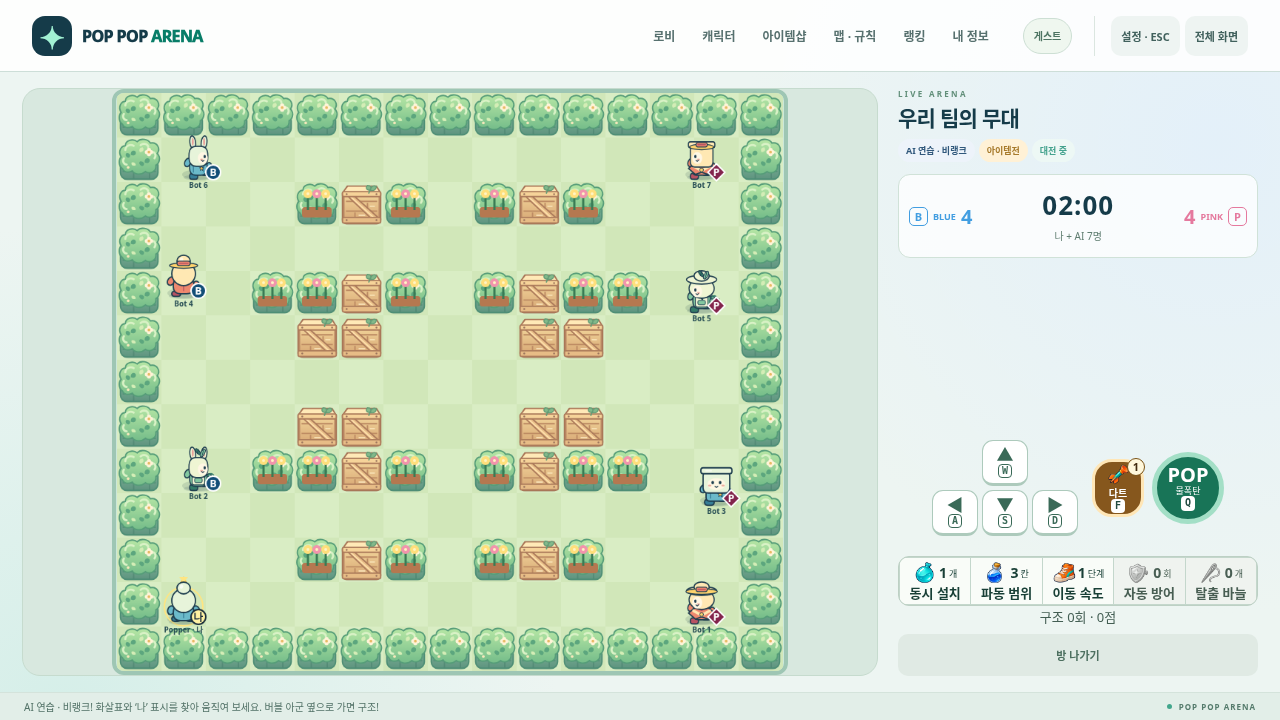 POP POP ARENA
로비
캐릭터
아이템샵
맵 · 규칙
랭킹
내 정보
게스트
설정 · ESC
전체 화면
Bot 6
B
Bot 7
P
Bot 4
B
Bot 5
P
Bot 2
B
Bot 3
P
Popper · 나
나
Bot 1
P
LIVE ARENA
우리 팀의 무대
AI 연습 · 비랭크
아이템전
대전 중
B BLUE 4
02:00
나 + AI 7명
4 PINK P
W
A
S
D
1
다트
F
POP
물폭탄
Q
1개
동시 설치
3칸
파동 범위
1단계
이동 속도
0회
자동 방어
0개
탈출 바늘
구조 0회 · 0점
방 나가기
AI 연습 · 비랭크! 화살표와 '나' 표시를 찾아 움직여 보세요. 버블 아군 옆으로 가면 구조!
POP POP ARENA